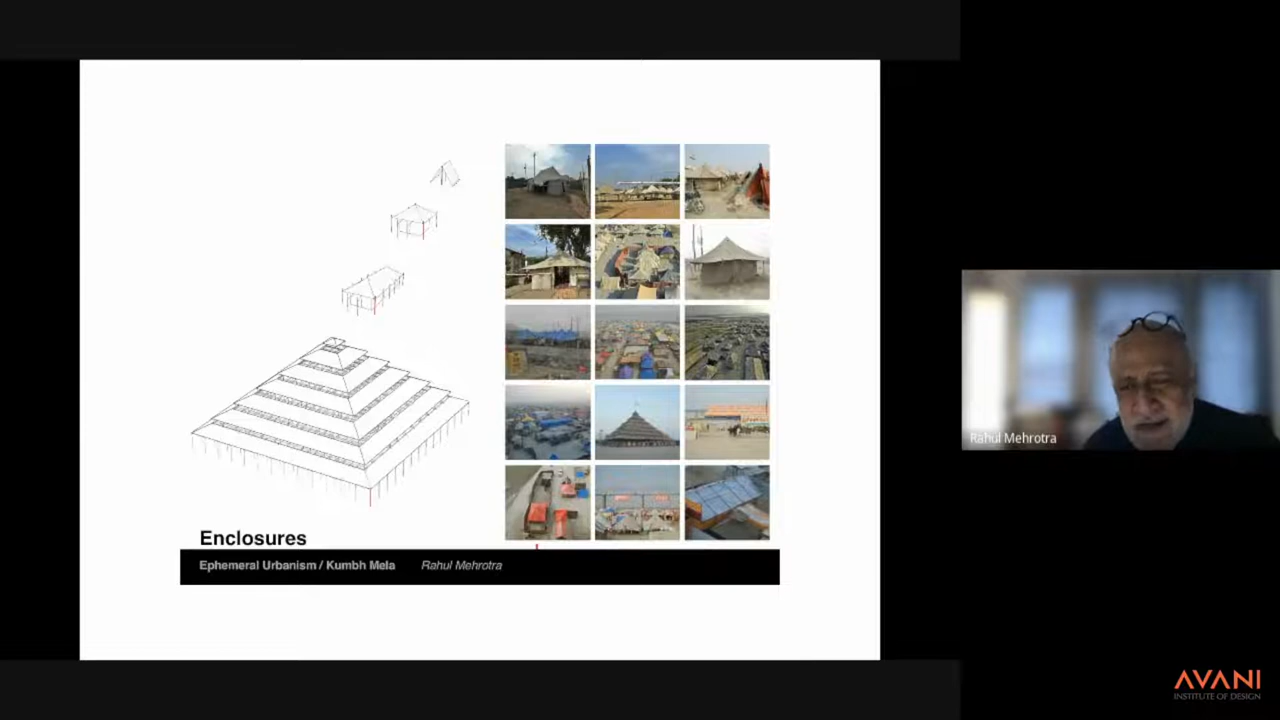 Enclosures
Ephemeral Urbanism / Kumbh Mela Rahul Mehrotra
Rahul Mehrotra
AVANI
INSTITUTE OF DESIGN